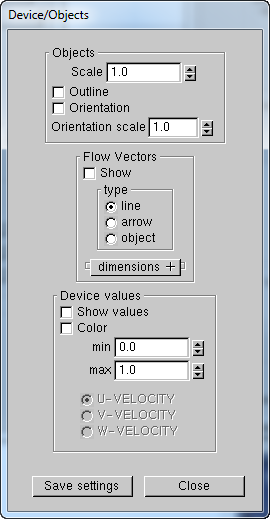 Device/Objects
Objects
Scale 1.0
Outline
Orientation
Orientation scale 1.0
Flow Vectors
Show
type
line
arrow
object
dimensions +
Device values
Show values
Color
min 0.0
max 1.0
U-VELOCITY
V-VELOCITY
W-VELOCITY
Save settings Close